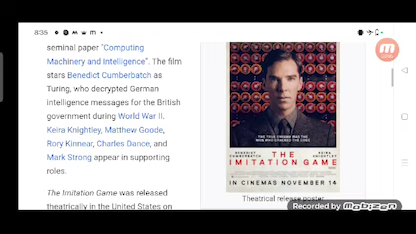 8:35
seminal paper "Computing
Machinery and Intelligence". The film
stars Benedict Cumberbatch as
Turing, who decrypted German
intelligence messages for the British
government during World War II.
Keira Knightley, Matthew Goode,
Rory Kinnear, Charles Dance, and
Mark Strong appear in supporting
roles.
The Imitation Game was released
theatrically in the United States on
BENEDICT CUMBERBATCH
KEIRA KNIGHTLEY
THE
IMITATION GAME
IN CINEMAS NOVEMBER 14
Theatrical release poster
Recorded by Mobizen